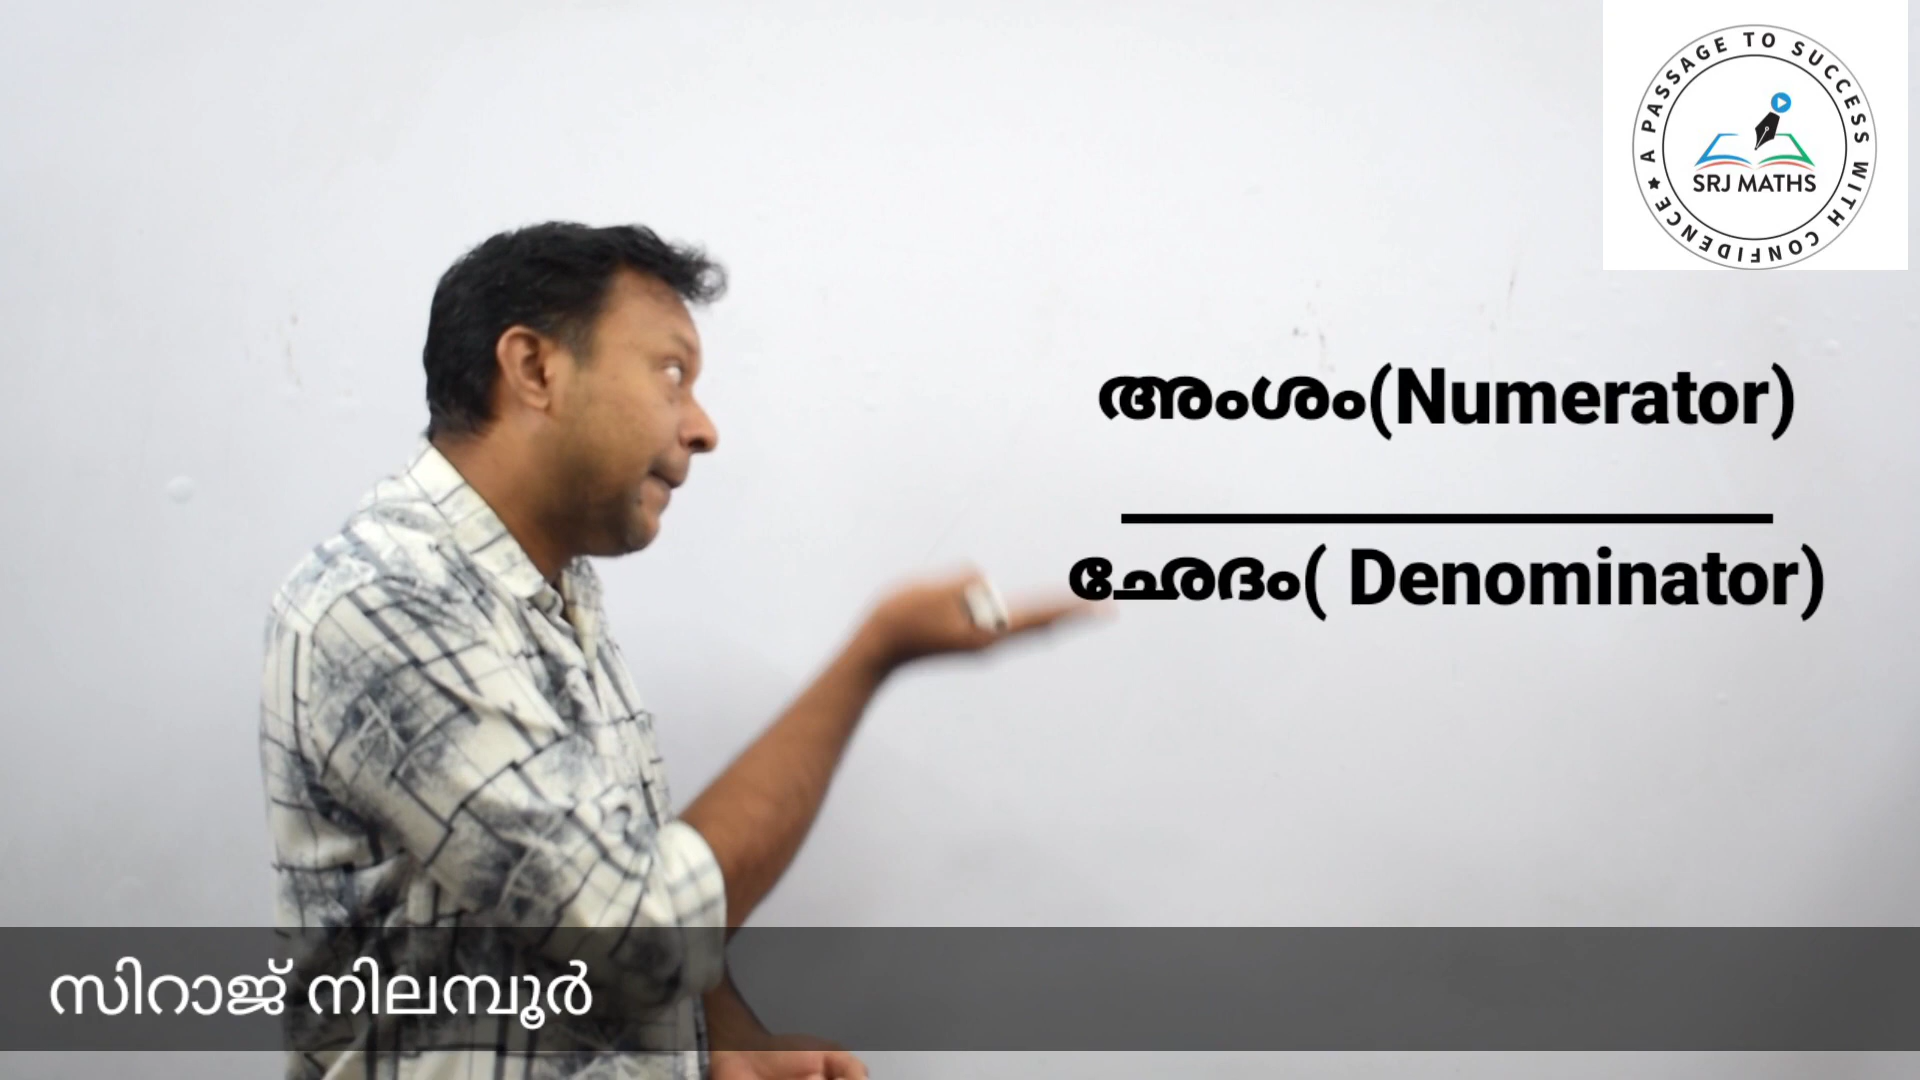 A PASSAGE TO SUCCESS WITH CONFIDENCE ★
SRJ MATHS
അംശം(Numerator)
ഛേദം( Denominator)
സിറാജ് നിലമ്പൂർ